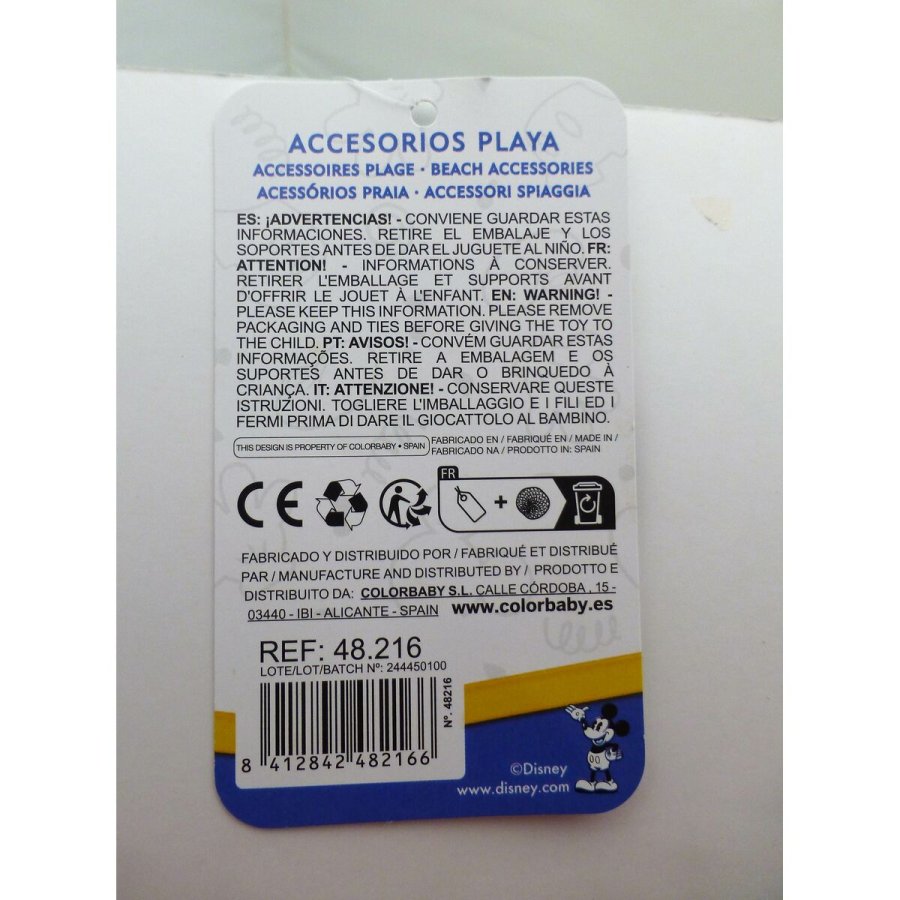 ACCESORIOS PLAYA
ACCESSOIRES PLAGE · BEACH ACCESSORIES
ACESSÓRIOS PRAIA · ACCESSORI SPIAGGIA
ES: ¡ADVERTENCIAS! - CONVIENE GUARDAR ESTAS
INFORMACIONES. RETIRE EL EMBALAJE Y LOS
SOPORTES ANTES DE DAR EL JUGUETE AL NIÑO. FR:
ATTENTION! - INFORMATIONS À CONSERVER.
RETIRER L'EMBALLAGE ET SUPPORTS AVANT
D'OFFRIR LE JOUET À L'ENFANT. EN: WARNING! -
PLEASE KEEP THIS INFORMATION. PLEASE REMOVE
PACKAGING AND TIES BEFORE GIVING THE TOY TO
THE CHILD. PT: AVISOS! - CONVÉM GUARDAR ESTAS
INFORMAÇÕES. RETIRE A EMBALAGEM E OS
SUPORTES ANTES DE DAR O BRINQUEDO À
CRIANÇA. IT: ATTENZIONE! - CONSERVARE QUESTE
ISTRUZIONI. TOGLIERE L'IMBALLAGGIO E I FILI ED I
FERMI PRIMA DI DARE IL GIOCATTOLO AL BAMBINO.
THIS DESIGN IS PROPERTY OF COLORBABY • SPAIN
FABRICADO EN / FABRIQUÉ EN / MADE IN /
FABRICADO NA / PRODOTTO IN: SPAIN
CE
FR
+
FABRICADO Y DISTRIBUIDO POR / FABRIQUÉ ET DISTRIBUÉ
PAR / MANUFACTURE AND DISTRIBUTED BY / PRODOTTO E
DISTRIBUITO DA: COLORBABY S.L. CALLE CÓRDOBA , 15 -
03440 - IBI - ALICANTE - SPAIN www.colorbaby.es
REF: 48.216
LOTE/LOT/BATCH Nº: 244450100
Nº. 48216
8 412842 482166
©Disney
www.disney.com